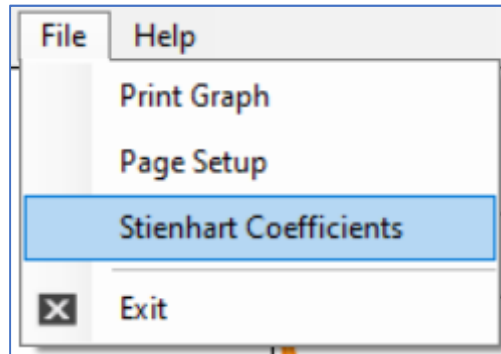 File Help
Print Graph
Page Setup
Stienhart Coefficients
Exit